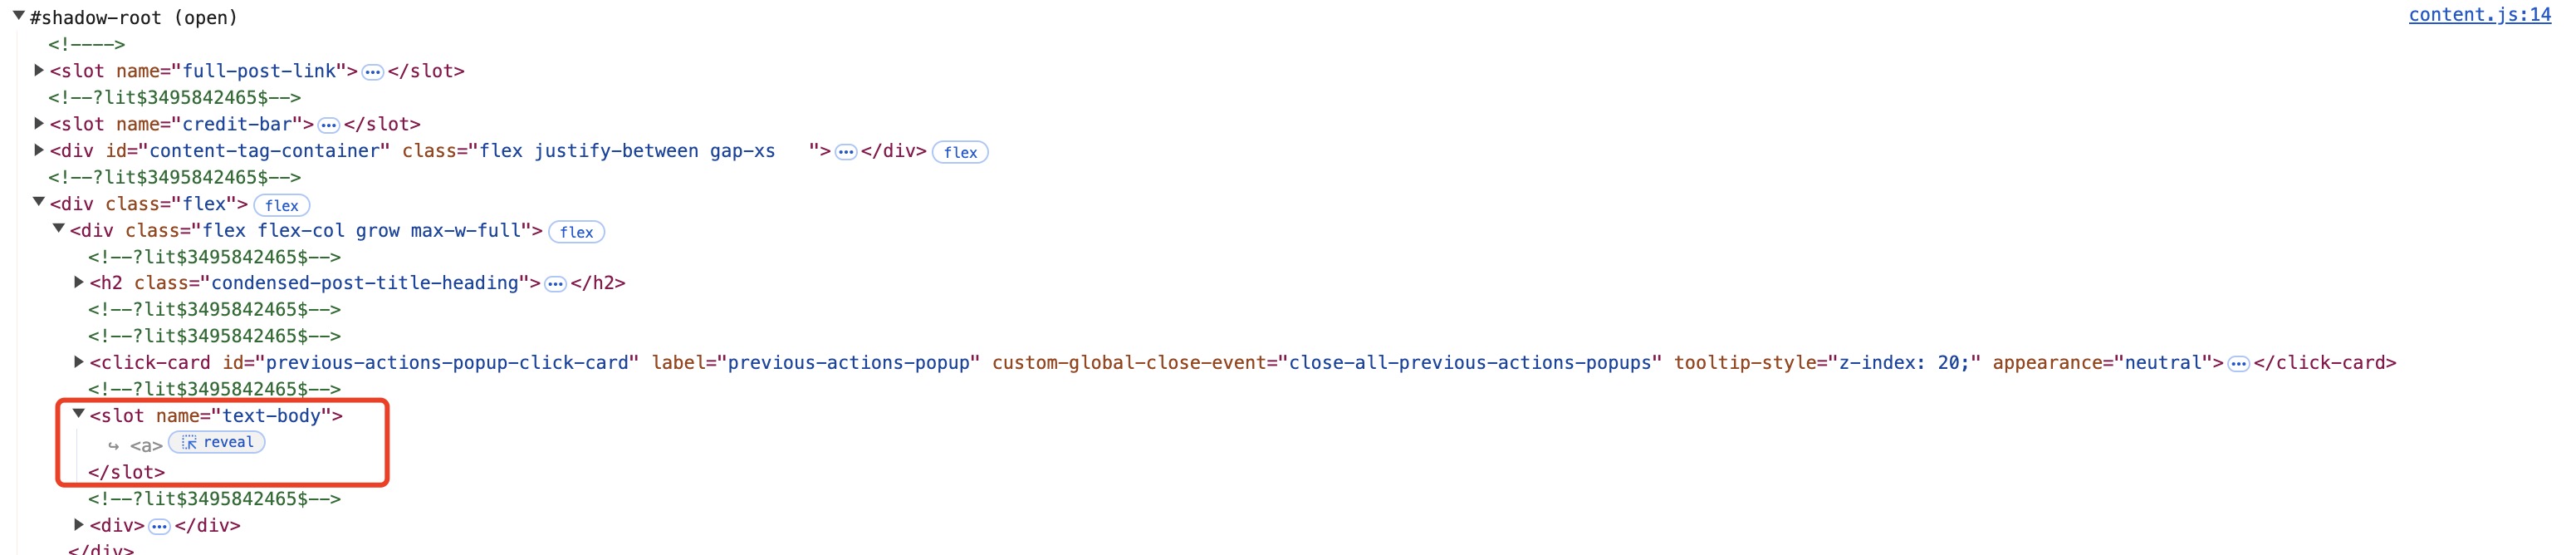 #shadow-root (open) content.js:14
<!---->
<slot name="full-post-link">…</slot>
<!--?lit$3495842465$-->
<slot name="credit-bar">…</slot>
<div id="content-tag-container" class="flex justify-between gap-xs   ">…</div> flex
<!--?lit$3495842465$-->
<div class="flex"> flex
<div class="flex flex-col grow max-w-full"> flex
<!--?lit$3495842465$-->
<h2 class="condensed-post-title-heading">…</h2>
<!--?lit$3495842465$-->
<!--?lit$3495842465$-->
<click-card id="previous-actions-popup-click-card" label="previous-actions-popup" custom-global-close-event="close-all-previous-actions-popups" tooltip-style="z-index: 20;" appearance="neutral">…</click-card>
<!--?lit$3495842465$-->
<slot name="text-body">
↪ <a> reveal
</slot>
<!--?lit$3495842465$-->
<div>…</div>
</div>